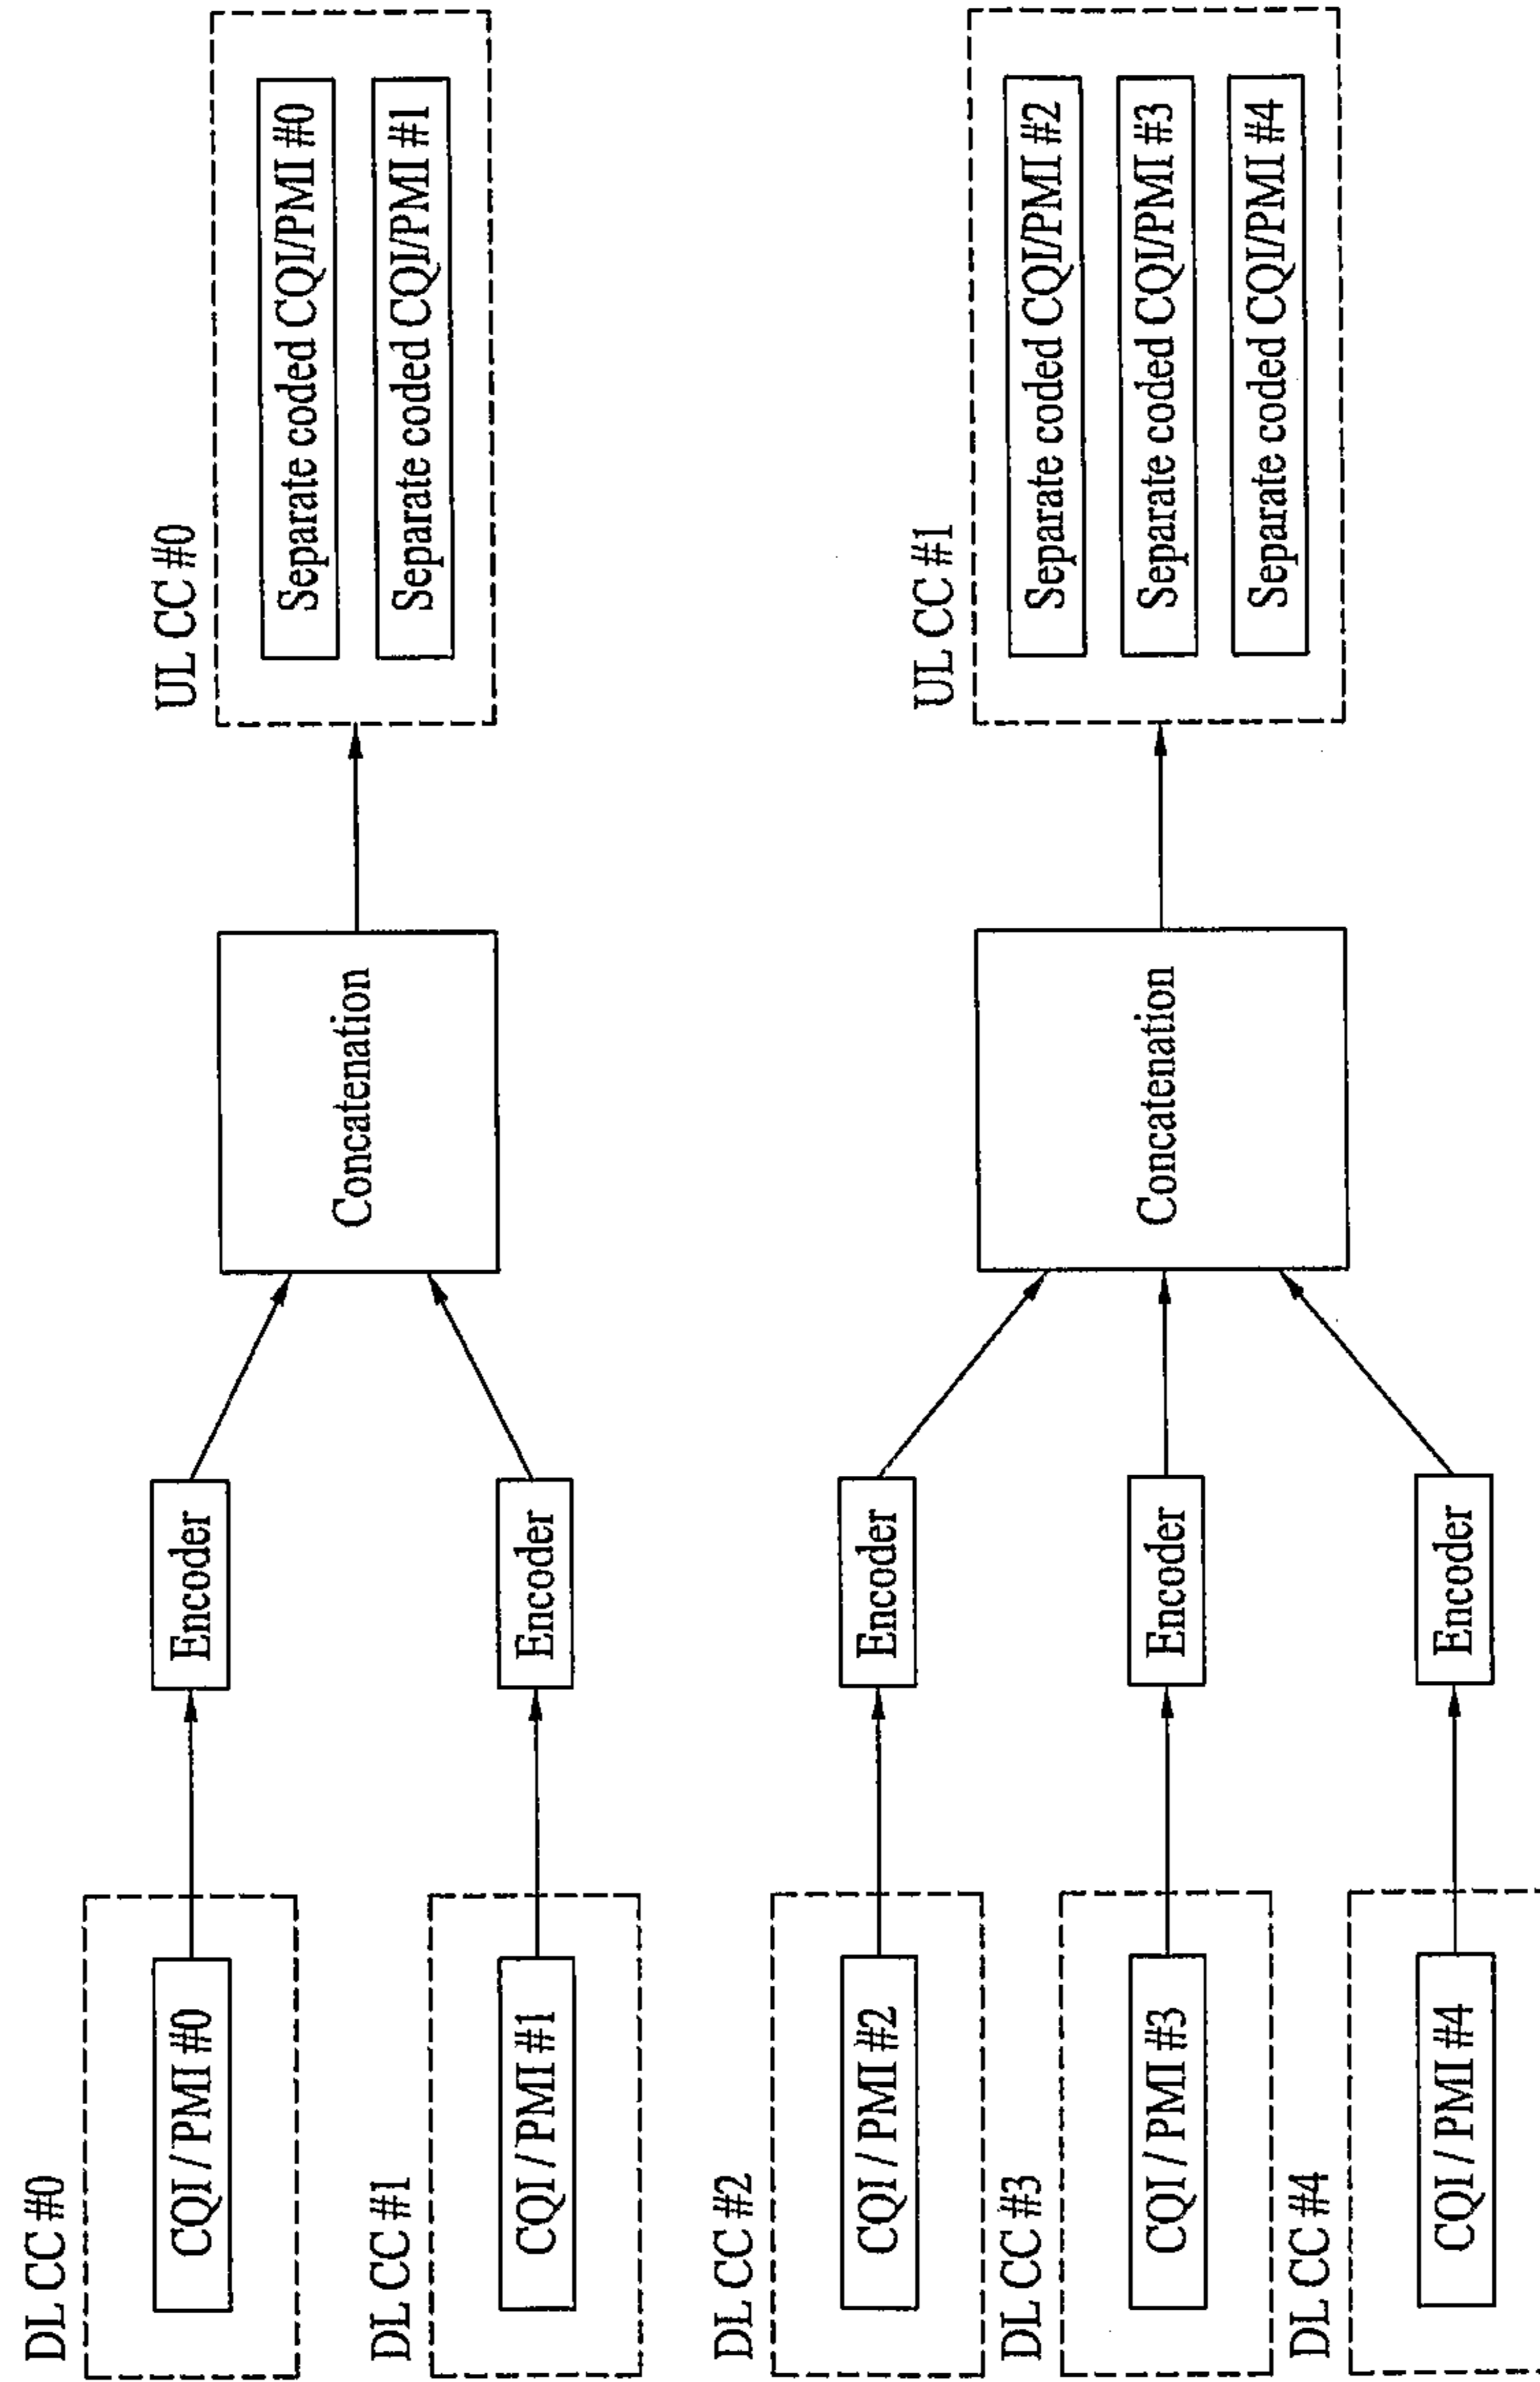 DL CC #0
CQI / PMI #0
Encoder
DL CC #1
CQI / PMI #1
Encoder
Concatenation
UL CC #0
Separate coded CQI/PMI #0
Separate coded CQI/PMI #1
DL CC #2
CQI / PMI #2
Encoder
DL CC #3
CQI / PMI #3
Encoder
DL CC #4
CQI / PMI #4
Encoder
Concatenation
UL CC #1
Separate coded CQI/PMI #2
Separate coded CQI/PMI #3
Separate coded CQI/PMI #4